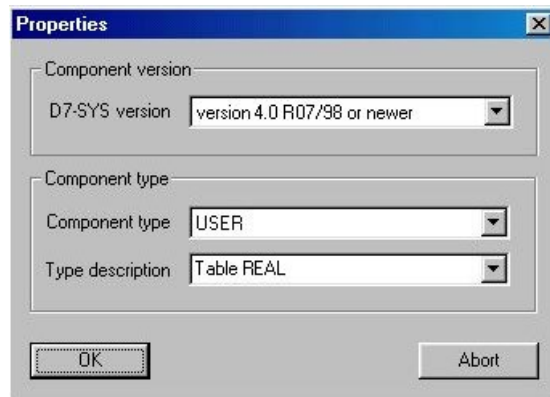 Properties
Component version
D7-SYS version version 4.0 R07/98 or newer
Component type
Component type USER
Type description Table REAL
OK Abort